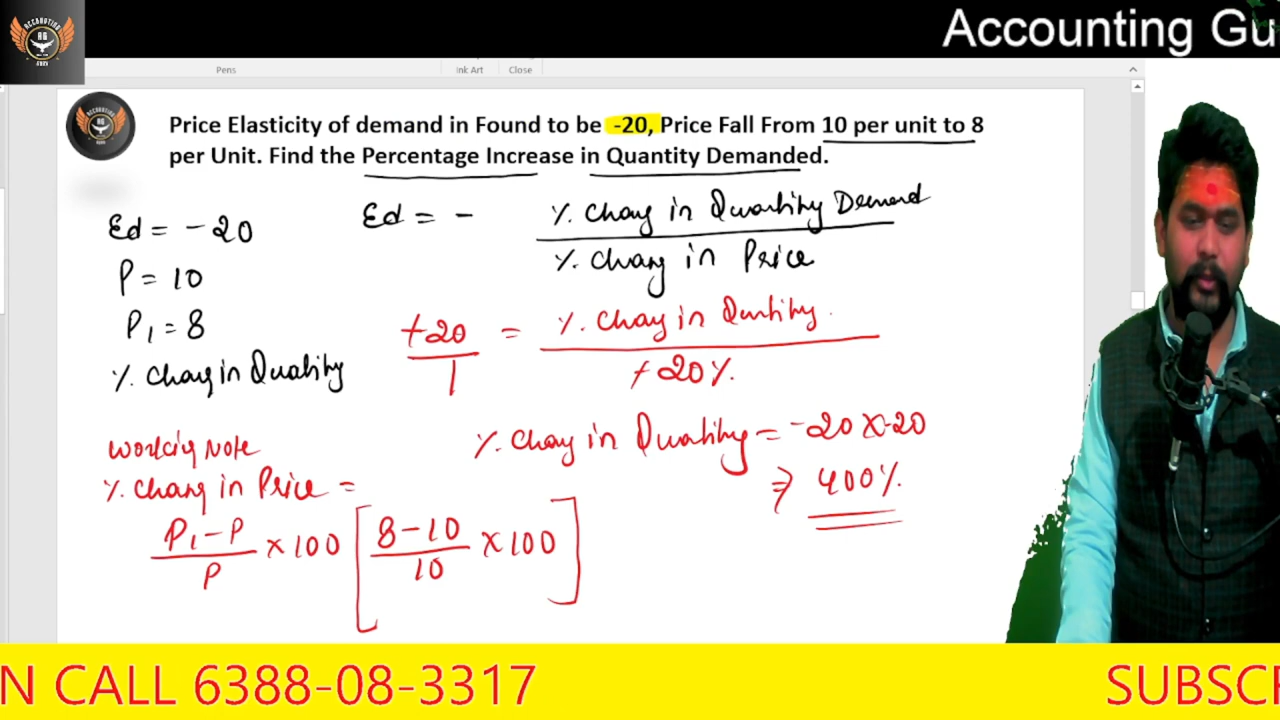 Accounting Gu
Pens
Ink Art
Close
Price Elasticity of demand in Found to be -20, Price Fall From 10 per unit to 8
per Unit. Find the Percentage Increase in Quantity Demanded.
Ed = -20
Ed = - % Chang in Quantity Demand / % Chang in Price
P = 10
P₁ = 8
+20 / 1 = % Chang in Quntity / +20%
% Chang in Quality
% Chang in Quality = -20 X -20
⇒ 400%
Workig Note
% Chang in Price =
P₁ - P / P × 100 [ 8 - 10 / 10 × 100 ]
N CALL 6388-08-3317
SUBSCR